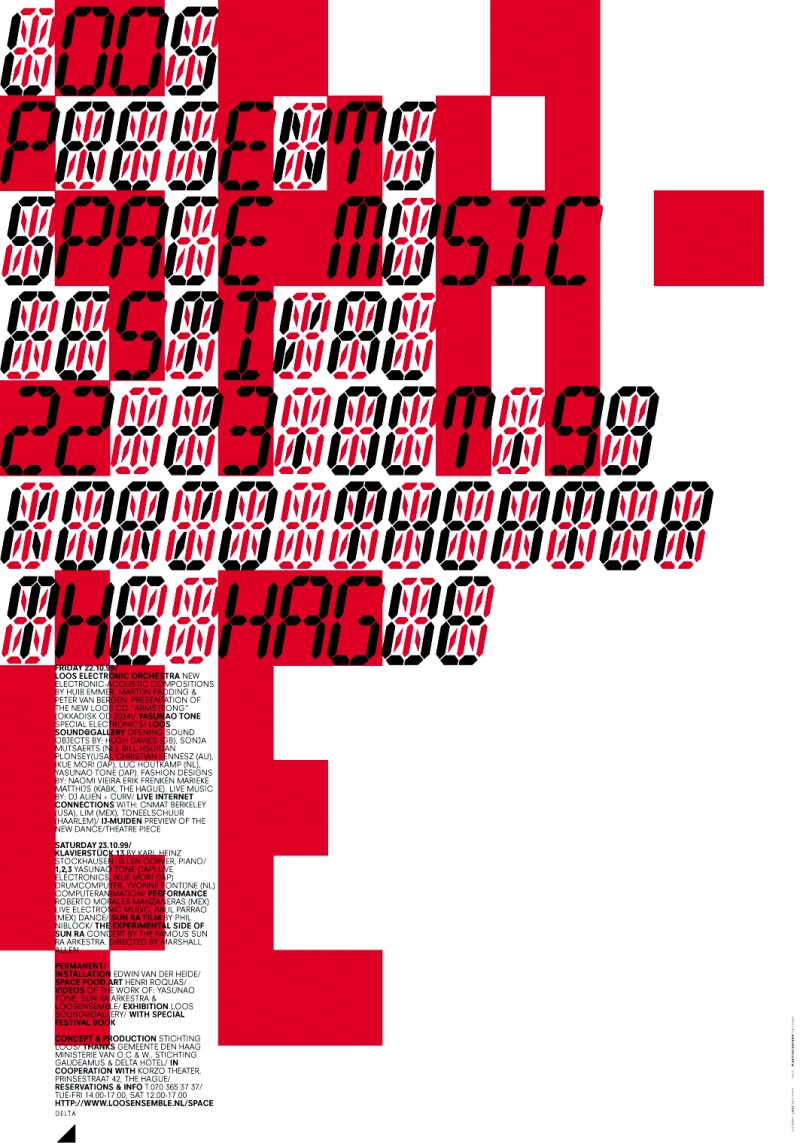 LOOS
PRESENTS
SPACE MUSIC
FESTIVAL
22-23.OCT.99
KORZO THEATER
THE HAGUE
FRIDAY 22.10.99/
LOOS ELECTRONIC ORCHESTRA NEW
ELECTRONIC-ACOUSTIC COMPOSITIONS
BY HUIB EMMER, MARTIJN PADDING &
PETER VAN BERGEN. PRESENTATION OF
THE NEW LOOS CD "ARMSTRONG"
(OKKADISK OD 2034)/ YASUNAO TONE
SPECIAL ELECTRONICS/ LOOS
SOUND@GALLERY OPENING SOUND
OBJECTS BY: HUGH DAVIES (GB), SONJA
MUTSAERTS (NL), BILL HSUIGAN
PLONSEY(USA), CHRISTIAN FENNESZ (AU),
IKUE MORI (JAP), LUC HOUTKAMP (NL),
YASUNAO TONE (JAP). FASHION DESIGNS
BY: NAOMI VIEIRA ERIK FRENKEN MARIEKE
MATTHIJS (KABK, THE HAGUE). LIVE MUSIC
BY: DJ ALIEN + CURV/ LIVE INTERNET
CONNECTIONS WITH: CNMAT BERKELEY
(USA), LIM (MEX), TONEELSCHUUR
(HAARLEM)/ IJ-MUIDEN PREVIEW OF THE
NEW DANCE/THEATRE PIECE
SATURDAY 23.10.99/
KLAVIERSTÜCK 13 BY KARL HEINZ
STOCKHAUSEN, ELLEN CORVER, PIANO/
1,2,3 YASUNAO TONE (JAP) LIVE
ELECTRONICS, IKUE MORI (JAP)
DRUMCOMPUTER, YVONNE FONTIJNE (NL)
COMPUTERANIMATION/ PERFORMANCE
ROBERTO MORALES MANZANERAS (MEX)
LIVE ELECTRONIC MUSIC, RAUL PARRAO
(MEX) DANCE/ SUN RA FILM BY PHIL
NIBLOCK/ THE EXPERIMENTAL SIDE OF
SUN RA CONCERT BY THE FAMOUS SUN
RA ARKESTRA. DIRECTED BY MARSHALL
ALLEN
PERMANENT/
INSTALLATION EDWIN VAN DER HEIDE/
SPACE FOOD ART HENRI ROQUAS/
VIDEOS OF THE WORK OF: YASUNAO
TONE, SUN RA ARKESTRA &
LOOSENSEMBLE/ EXHIBITION LOOS
SOUND@GALLERY/ WITH SPECIAL
FESTIVAL BOOK
CONCEPT & PRODUCTION STICHTING
LOOS/ THANKS GEMEENTE DEN HAAG
MINISTERIE VAN O.C.& W., STICHTING
GAUDEAMUS & DELTA HOTEL/ IN
COOPERATION WITH KORZO THEATER,
PRINSESTRAAT 42, THE HAGUE/
RESERVATIONS & INFO T.070 365 37 37/
TUE-FRI 14.00-17.00, SAT 12.00-17.00
HTTP://WWW.LOOSENSEMBLE.NL/SPACE
DELTA